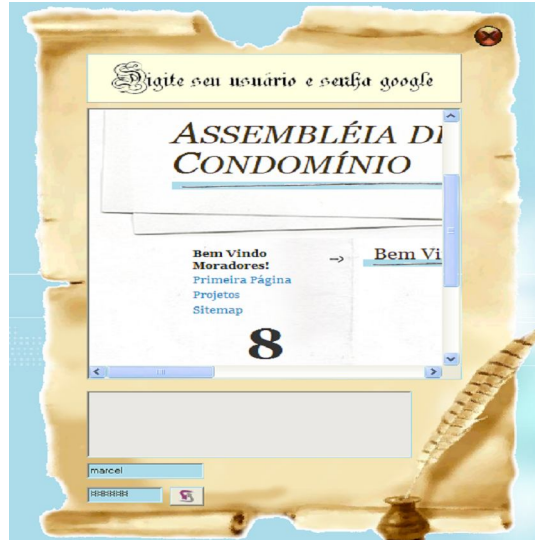 Digite seu usuário e senha google
ASSEMBLÉIA DE
CONDOMÍNIO
Bem Vindo
Moradores!
->
Bem Vi
Primeira Página
Projetos
Sitemap
8
marcel